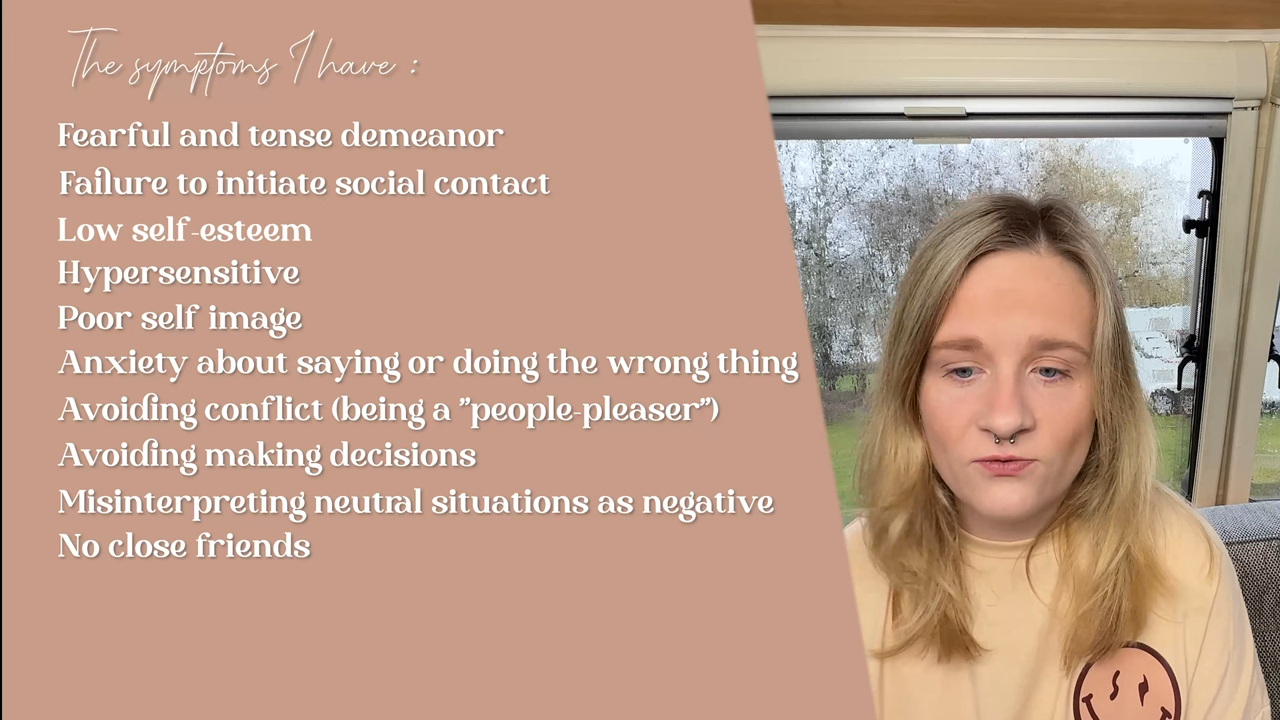 The symptoms I have :
Fearful and tense demeanor
Failure to initiate social contact
Low self-esteem
Hypersensitive
Poor self image
Anxiety about saying or doing the wrong thing
Avoiding conflict (being a "people-pleaser")
Avoiding making decisions
Misinterpreting neutral situations as negative
No close friends